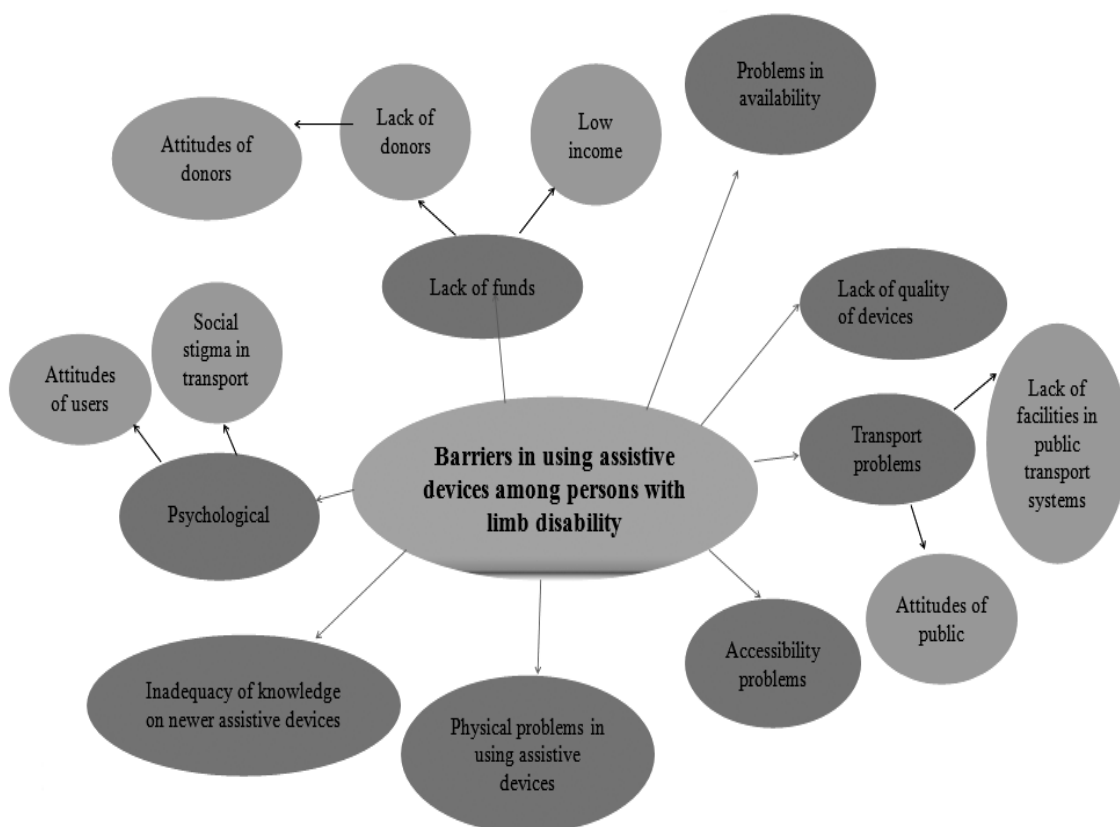 Problems in
availability
Lack of
donors
Low
income
Attitudes of
donors
Lack of funds
Lack of quality
of devices
Social
stigma in
transport
Attitudes
of users
Lack of
facilities in
public
transport
systems
Transport
problems
Barriers in using assistive
devices among persons with
limb disability
Psychological
Attitudes of
public
Accessibility
problems
Inadequacy of knowledge
on newer assistive devices
Physical problems in
using assistive
devices